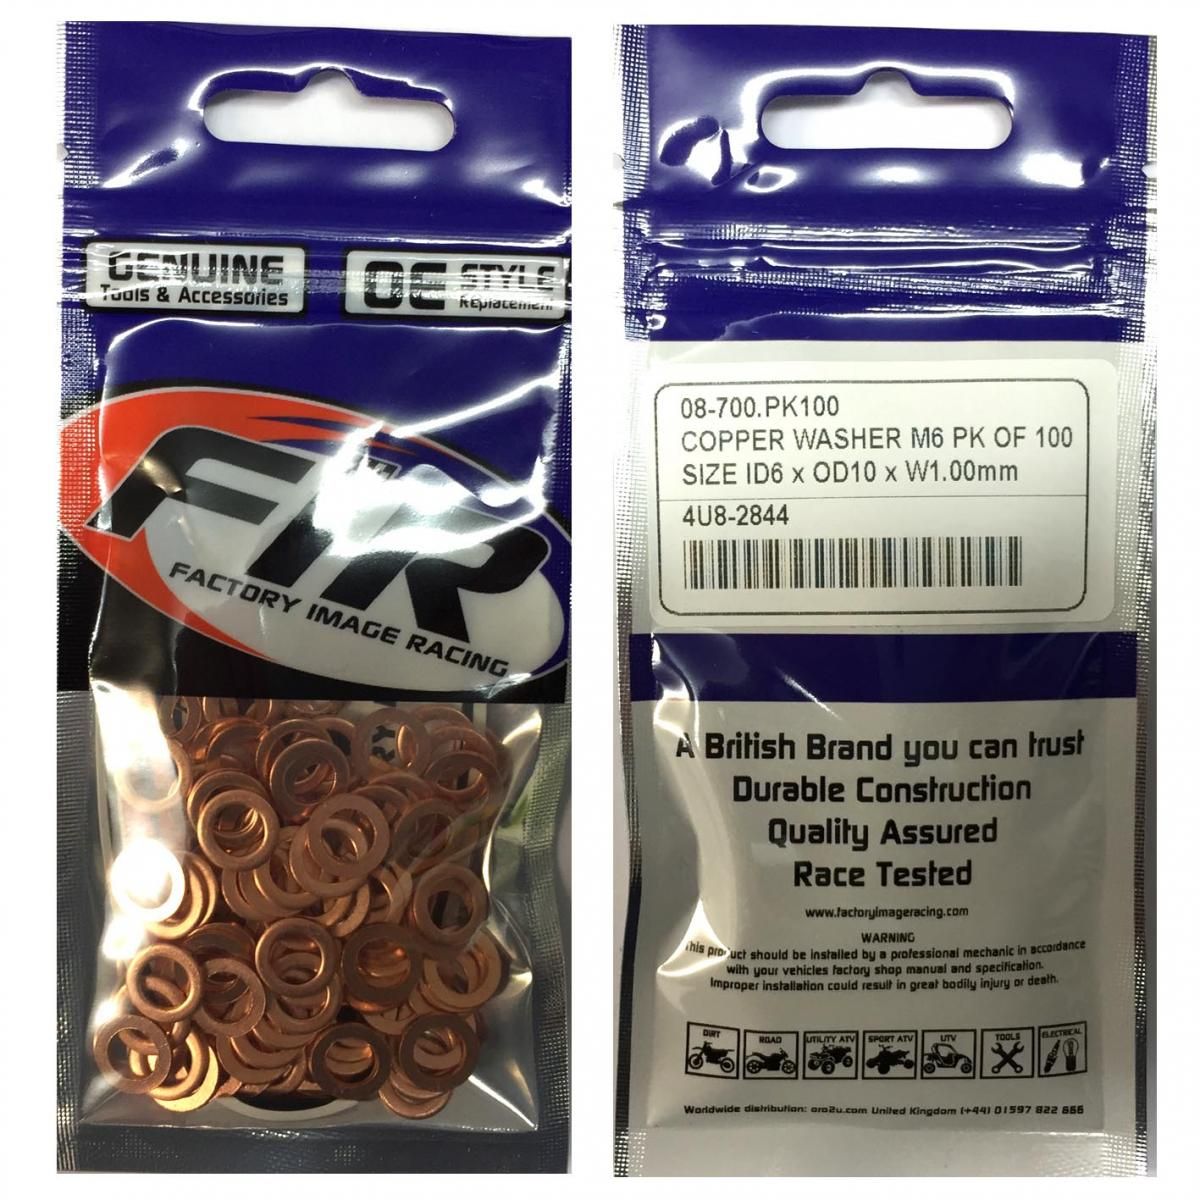 GENUINE
Tools & Accessories
OE STYLE
Replacement
FIR
FACTORY IMAGE RACING
08-700.PK100
COPPER WASHER M6 PK OF 100
SIZE ID6 x OD10 x W1.00mm
4U8-2844
A British Brand you can trust
Durable Construction
Quality Assured
Race Tested
www.factoryimageracing.com
WARNING
This product should be installed by a professional mechanic in accordance
with your vehicles factory shop manual and specification.
Improper installation could result in great bodily injury or death.
DIRT ROAD UTILITY ATV SPORT ATV UTV TOOLS ELECTRICAL
Worldwide distribution: oro2u.com United Kingdom (+44) 01597 822 866